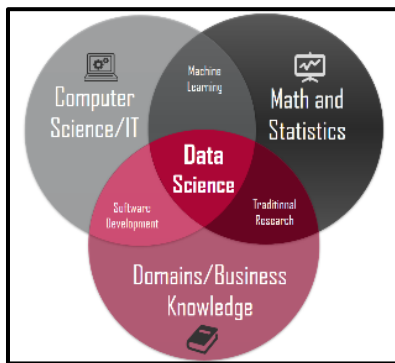 Machine
Learning
Computer
Science/IT
Math and
Statistics
Data
Science
Software
Development
Traditional
Research
Domains/Business
Knowledge